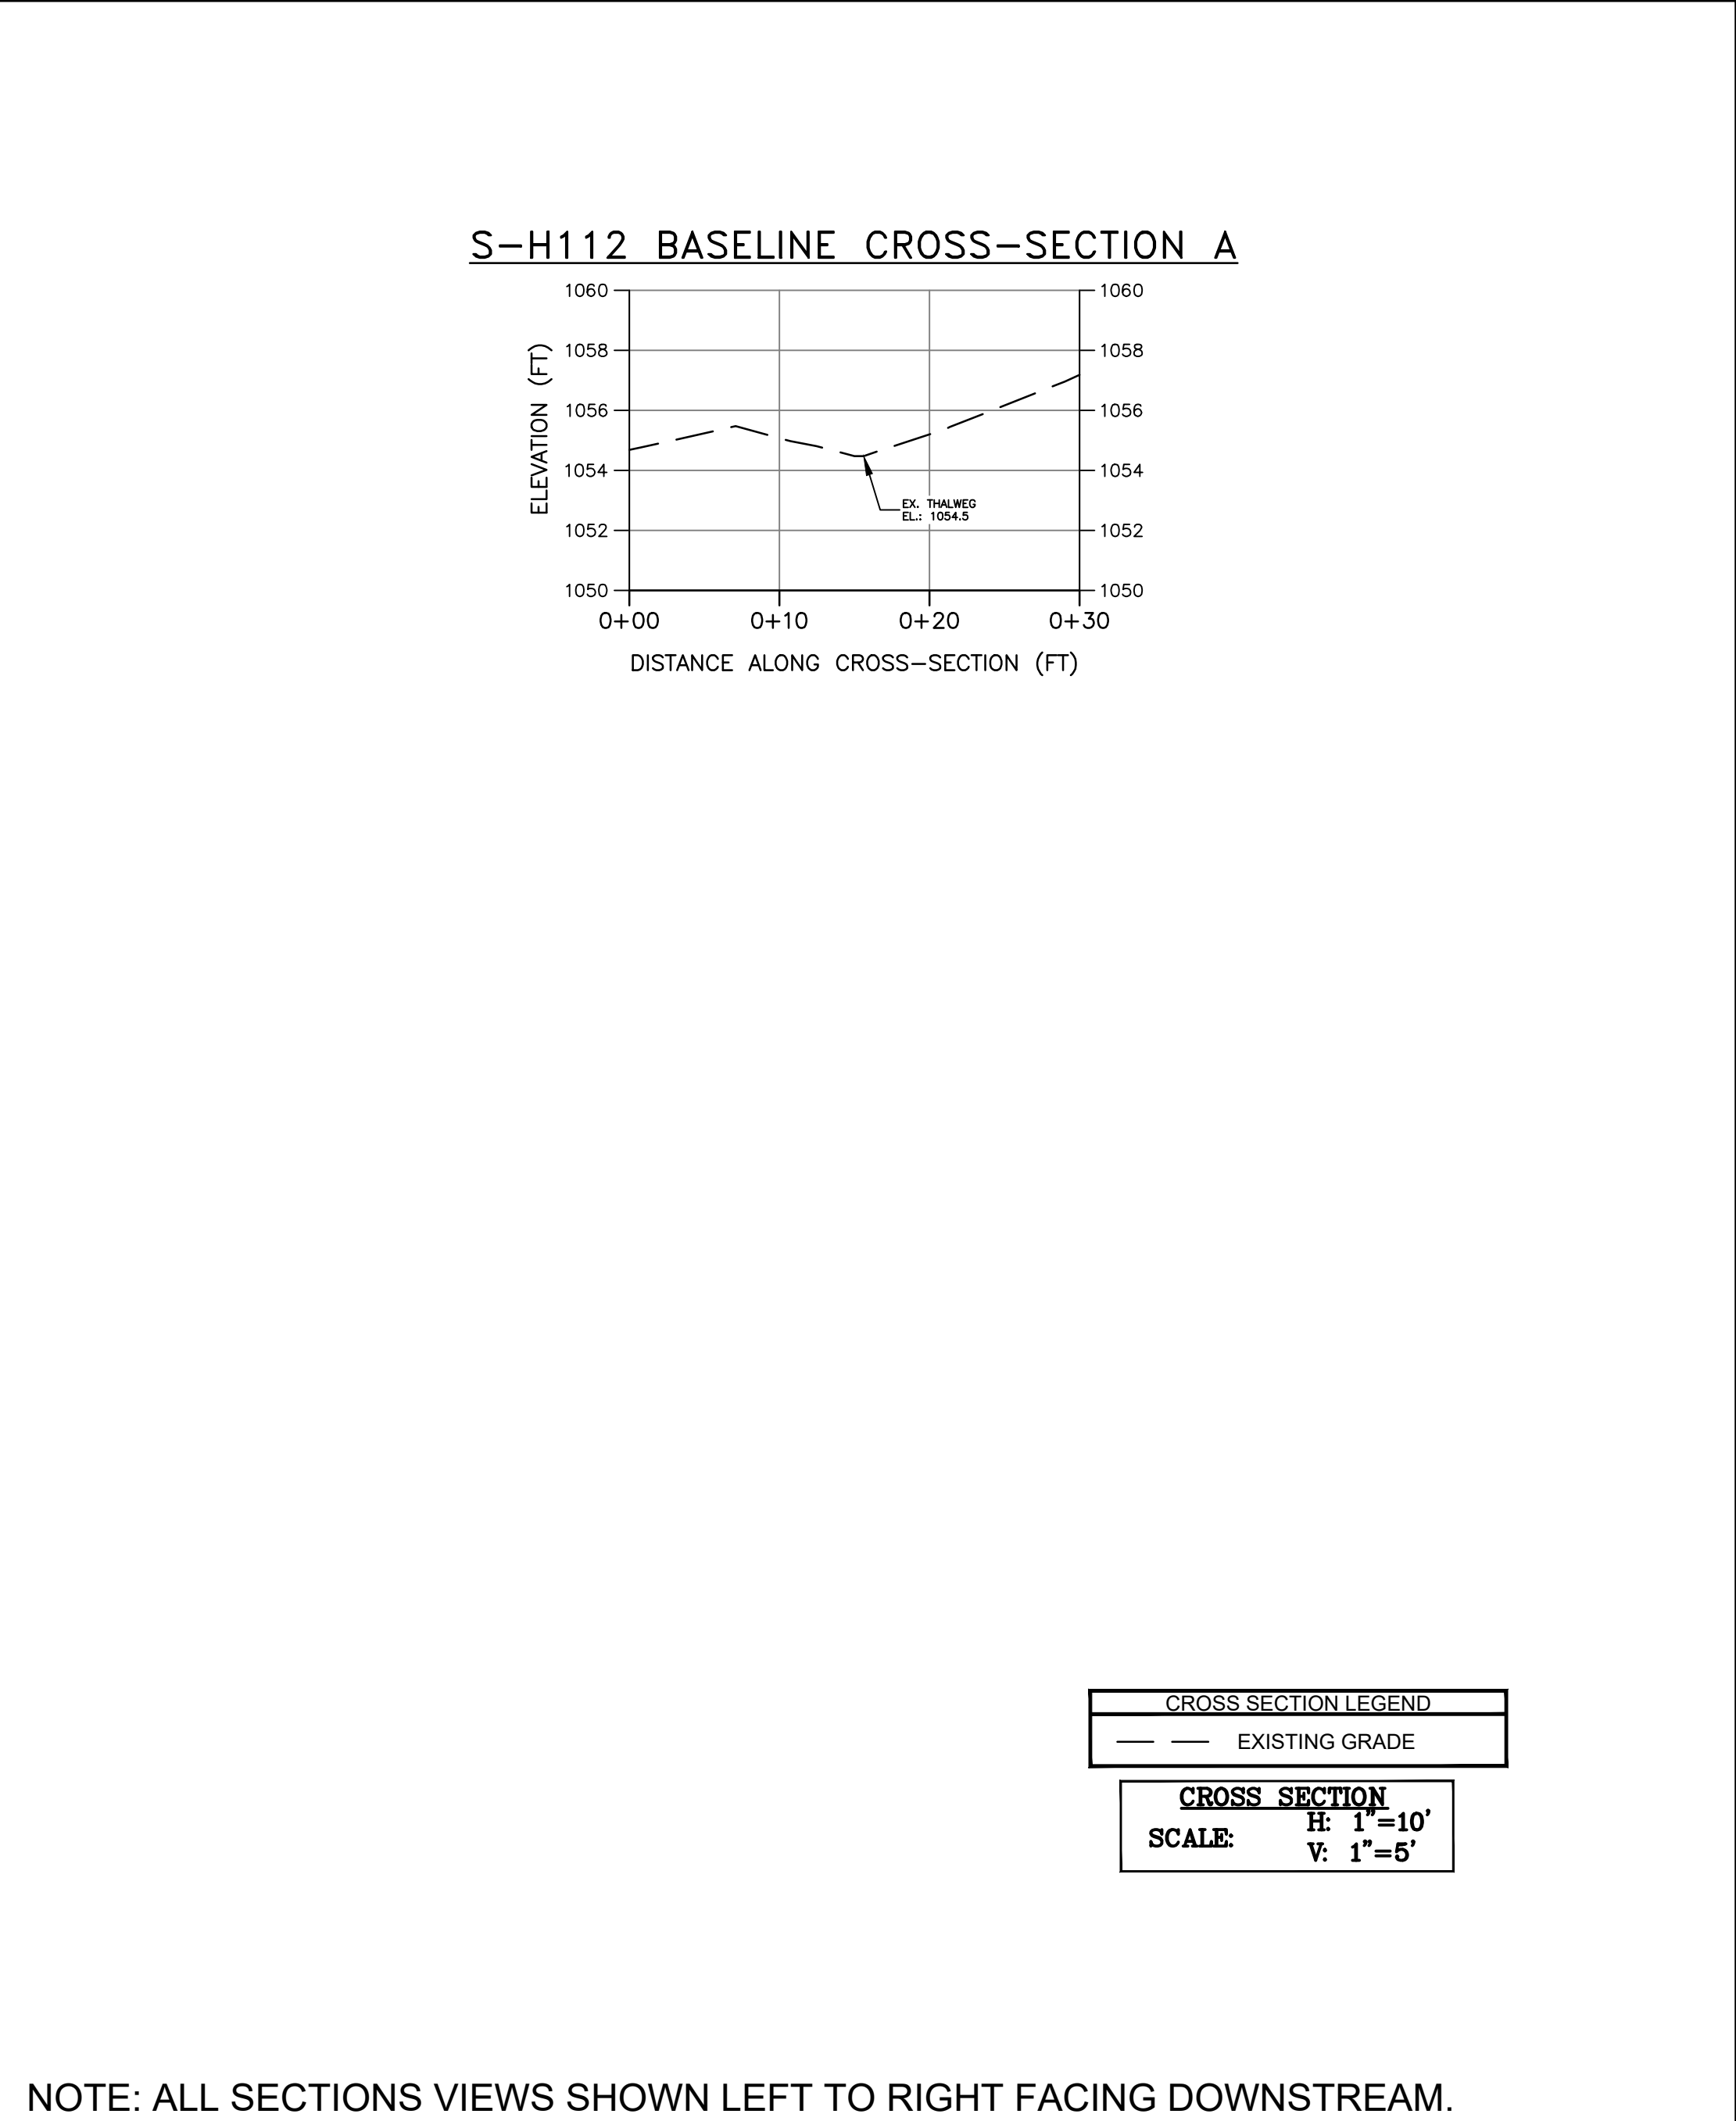 S-H112 BASELINE CROSS-SECTION A
1060 1060
1058 1058
1056 1056
1054 1054
1052 1052
1050 1050
ELEVATION (FT)
EX. THALWEG
EL.: 1054.5
0+00 0+10 0+20 0+30
DISTANCE ALONG CROSS-SECTION (FT)
CROSS SECTION LEGEND
EXISTING GRADE
CROSS SECTION
SCALE: H: 1"=10'
V: 1"=5'
NOTE: ALL SECTIONS VIEWS SHOWN LEFT TO RIGHT FACING DOWNSTREAM.